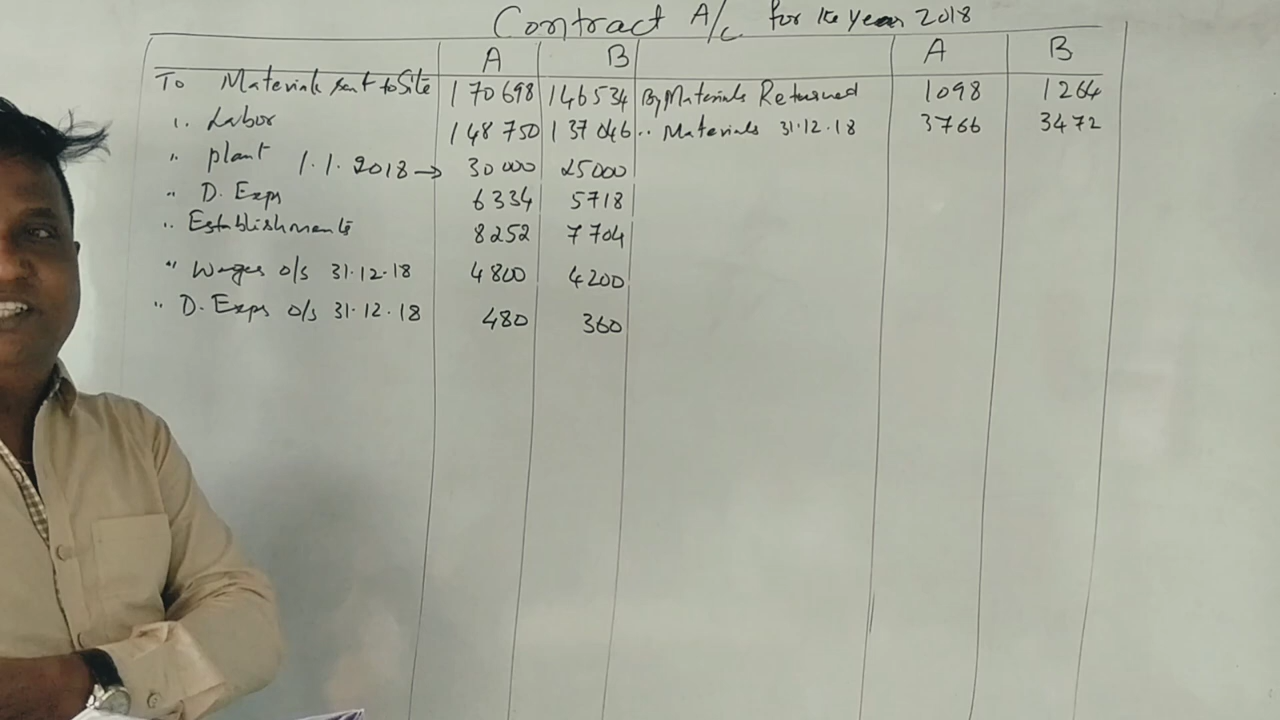 Contract A/c for the year 2018
A B A B
To Materials sent to Site 170698 146534 By Materials Returned 1098 1264
" Labor 148750 137046 " Materials 31.12.18 3766 3472
" plant 1.1.2018 → 30000 25000
" D. Exps 6334 5718
" Establishments 8252 7704
" Wages o/s 31.12.18 4800 4200
" D. Exps o/s 31.12.18 480 360